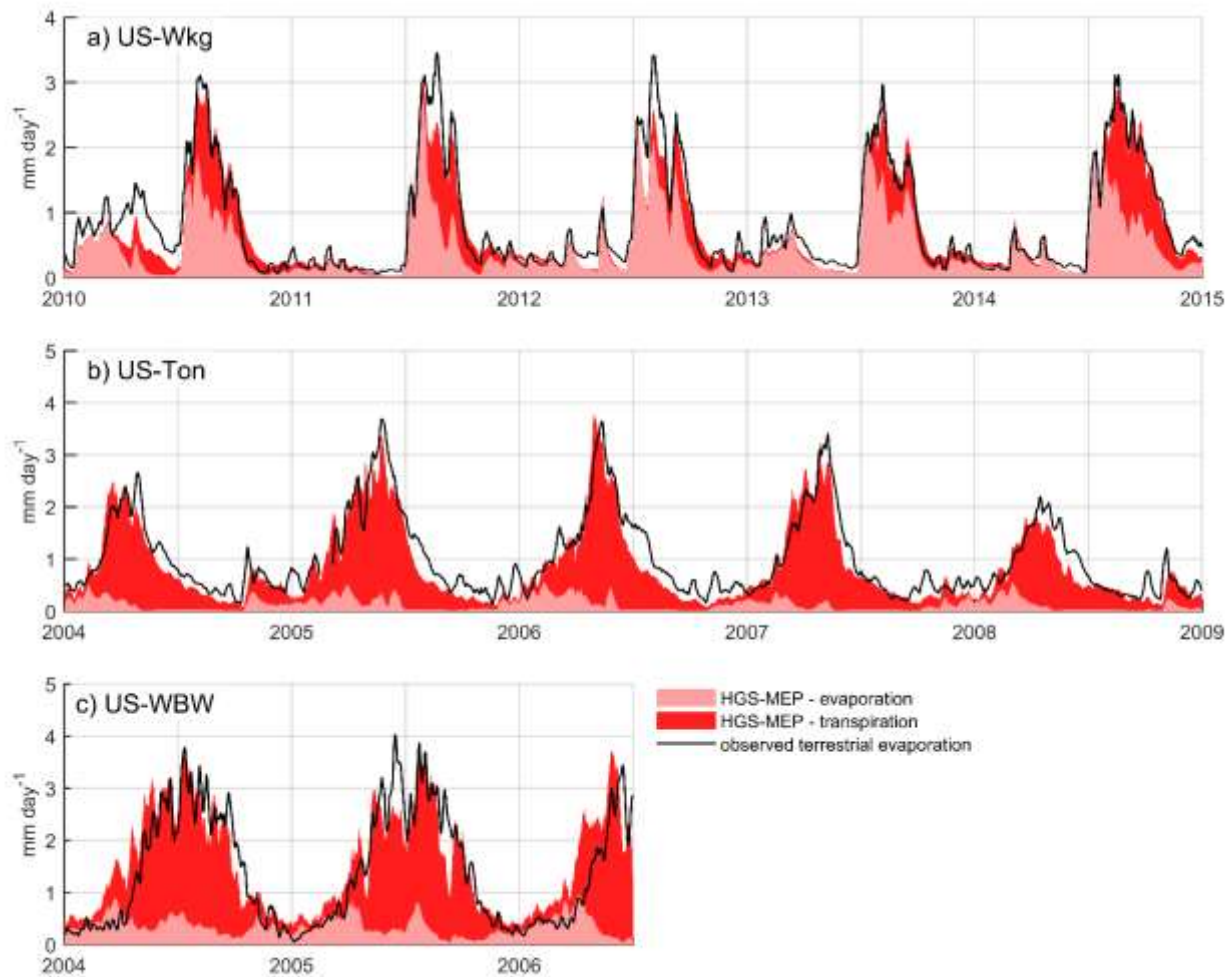 a) US-Wkg
mm day-1
4
3
2
1
0
2010 2011 2012 2013 2014 2015
b) US-Ton
mm day-1
5
4
3
2
1
0
2004 2005 2006 2007 2008 2009
c) US-WBW
mm day-1
5
4
3
2
1
0
2004 2005 2006
HGS-MEP - evaporation
HGS-MEP - transpiration
observed terrestrial evaporation